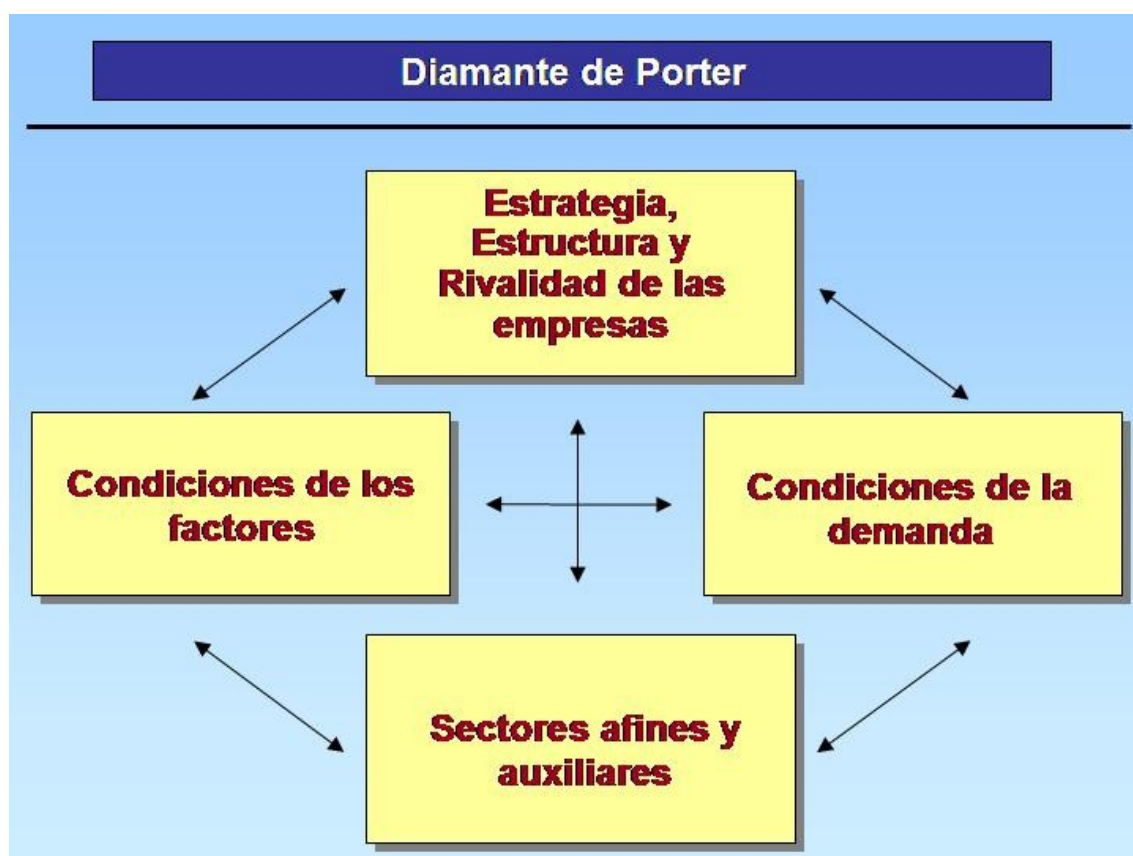 Diamante de Porter
Estrategia,
Estructura y
Rivalidad de las
empresas
Condiciones de los
factores
Condiciones de la
demanda
Sectores afines y
auxiliares